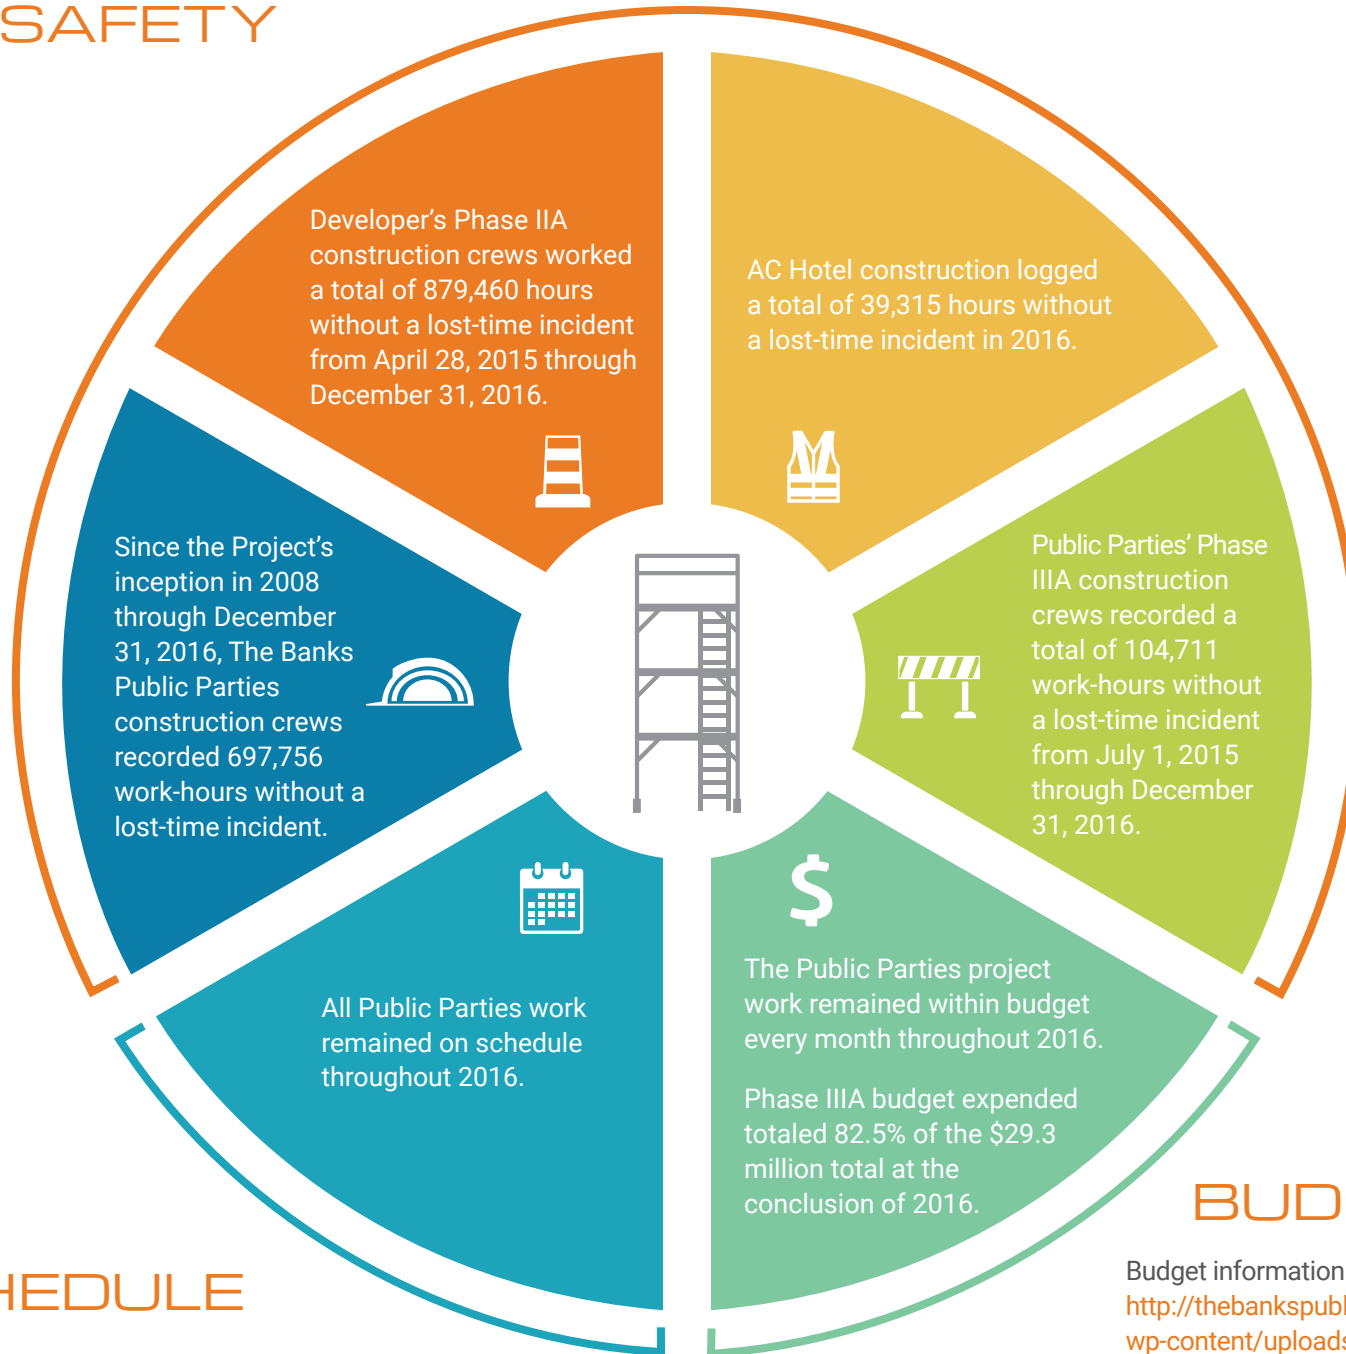 SAFETY
Developer’s Phase IIA
construction crews worked
a total of 879,460 hours
without a lost-time incident
from April 28, 2015 through
December 31, 2016.
AC Hotel construction logged
a total of 39,315 hours without
a lost-time incident in 2016.
Since the Project’s
inception in 2008
through December
31, 2016, The Banks
Public Parties
construction crews
recorded 697,756
work-hours without a
lost-time incident.
Public Parties’ Phase
IIIA construction
crews recorded a
total of 104,711
work-hours without
a lost-time incident
from July 1, 2015
through December
31, 2016.
All Public Parties work
remained on schedule
throughout 2016.
$
The Public Parties project
work remained within budget
every month throughout 2016.
Phase IIIA budget expended
totaled 82.5% of the $29.3
million total at the
conclusion of 2016.
HEDULE
BUD
Budget information
http://thebankspubl
wp-content/uploads